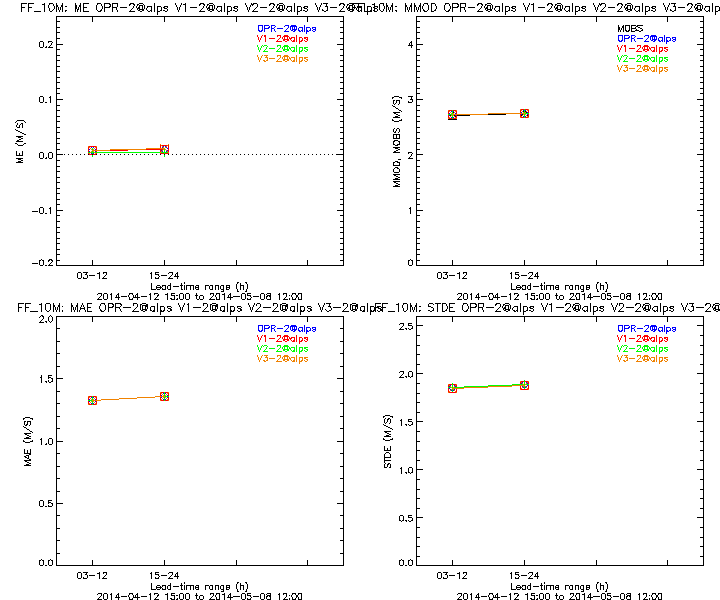 FF_10M: ME OPR-2@alps V1-2@alps V2-2@alps V3-2@alps
OPR-2@alps
V1-2@alps
V2-2@alps
V3-2@alps
0.2
0.1
0.0
-0.1
-0.2
ME (M/S)
03-12 15-24
Lead-time range (h)
2014-04-12 15:00 to 2014-05-08 12:00
FF_10M: MMOD OPR-2@alps V1-2@alps V2-2@alps V3-2@
MOBS
OPR-2@alps
V1-2@alps
V2-2@alps
V3-2@alps
4
3
2
1
0
MMOD, MOBS (M/S)
03-12 15-24
Lead-time range (h)
2014-04-12 15:00 to 2014-05-08 12:00
FF_10M: MAE OPR-2@alps V1-2@alps V2-2@alps V3-2@alps
OPR-2@alps
V1-2@alps
V2-2@alps
V3-2@alps
2.0
1.5
1.0
0.5
0.0
MAE (M/S)
03-12 15-24
Lead-time range (h)
2014-04-12 15:00 to 2014-05-08 12:00
FF_10M: STDE OPR-2@alps V1-2@alps V2-2@alps V3-2@
OPR-2@alps
V1-2@alps
V2-2@alps
V3-2@alps
2.5
2.0
1.5
1.0
0.5
0.0
STDE (M/S)
03-12 15-24
Lead-time range (h)
2014-04-12 15:00 to 2014-05-08 12:00